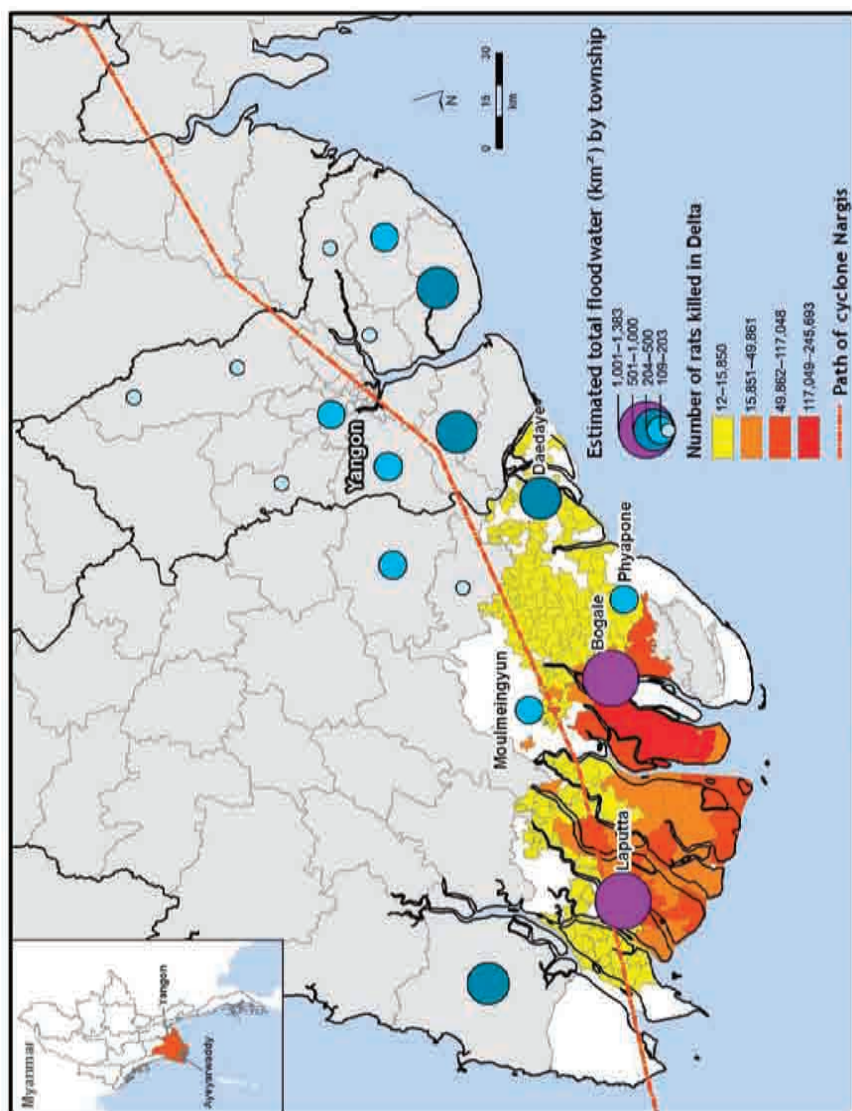 Myanmar
Yangon
Ayeyarwaddy
Yangon
Moulmeingyun
Daedaye
Bogale
Phyapone
Laputta
N
0 15 30
km
Estimated total floodwater (km²) by township
1,001–1,383
501–1,000
204–500
109–203
Number of rats killed in Delta
12–15,850
15,851–49,861
49,862–117,048
117,049–245,693
Path of cyclone Nargis